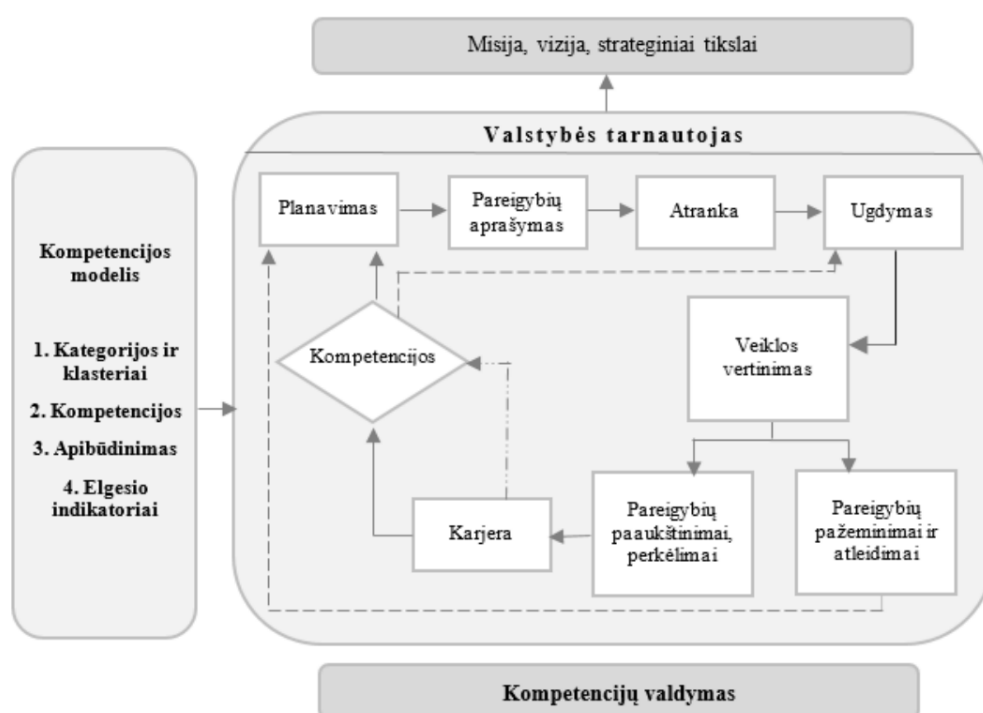 Misija, vizija, strateginiai tikslai
Valstybės tarnautojas
Kompetencijos
modelis
1. Kategorijos ir
klasteriai
2. Kompetencijos
3. Apibūdinimas
4. Elgesio
indikatoriai
Planavimas
Pareigybių
aprašymas
Atranka
Ugdymas
Kompetencijos
Veiklos
vertinimas
Karjera
Pareigybių
paaukštinimai,
perkėlimai
Pareigybių
pažeminimai ir
atleidimai
Kompetencijų valdymas